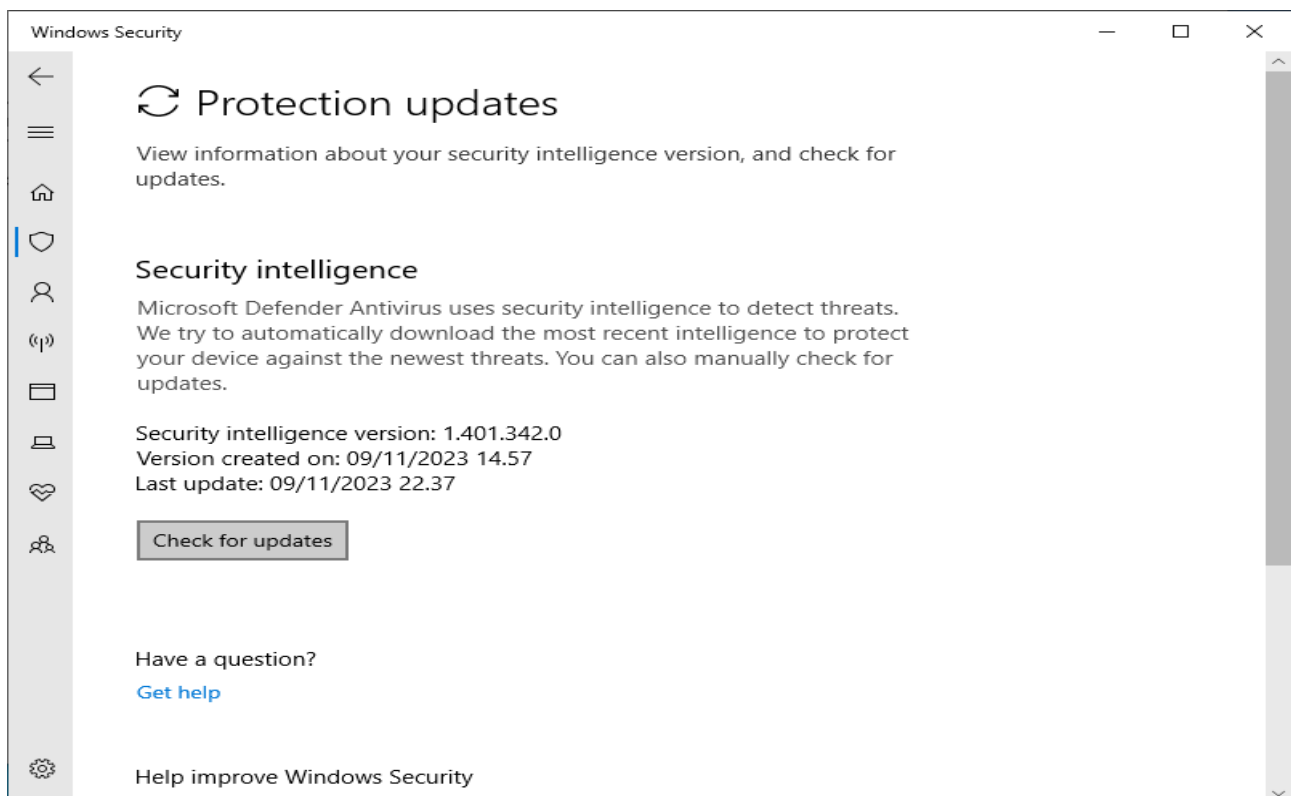 Windows Security
Protection updates
View information about your security intelligence version, and check for
updates.
Security intelligence
Microsoft Defender Antivirus uses security intelligence to detect threats.
We try to automatically download the most recent intelligence to protect
your device against the newest threats. You can also manually check for
updates.
Security intelligence version: 1.401.342.0
Version created on: 09/11/2023 14.57
Last update: 09/11/2023 22.37
Check for updates
Have a question?
Get help
Help improve Windows Security